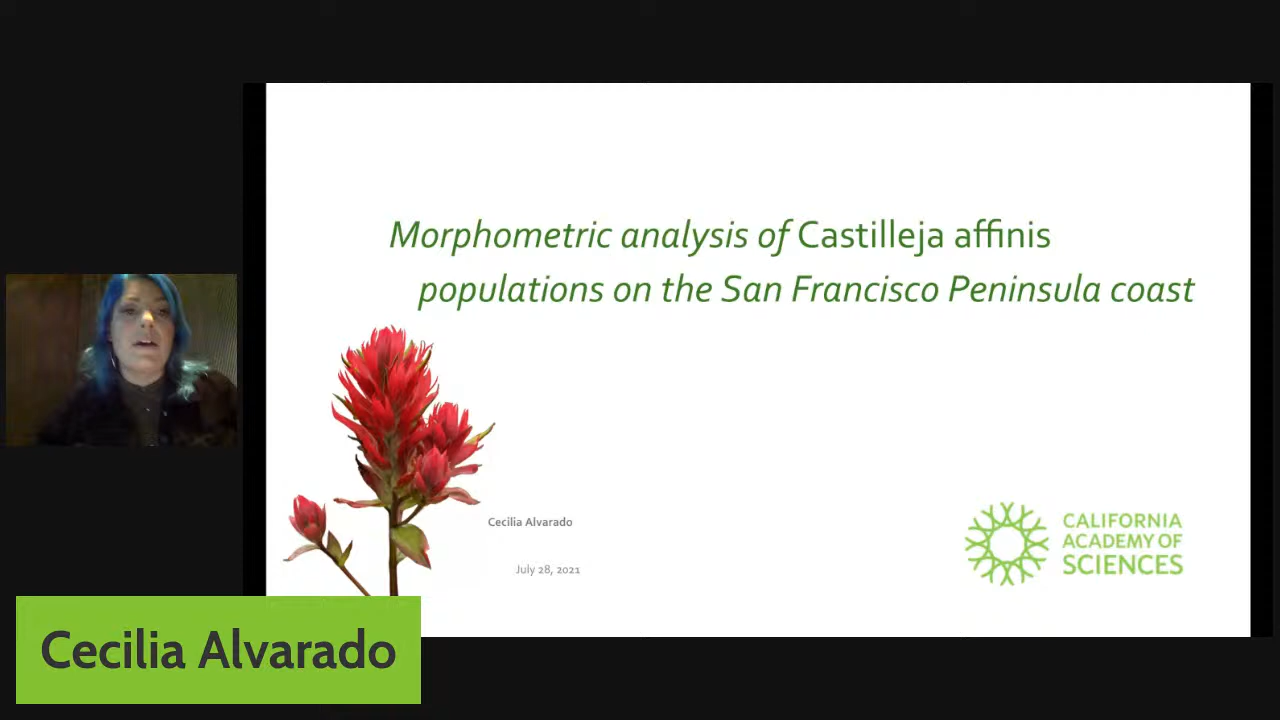 Morphometric analysis of Castilleja affinis
populations on the San Francisco Peninsula coast
Cecilia Alvarado
July 28, 2021
CALIFORNIA
ACADEMY OF
SCIENCES
Cecilia Alvarado